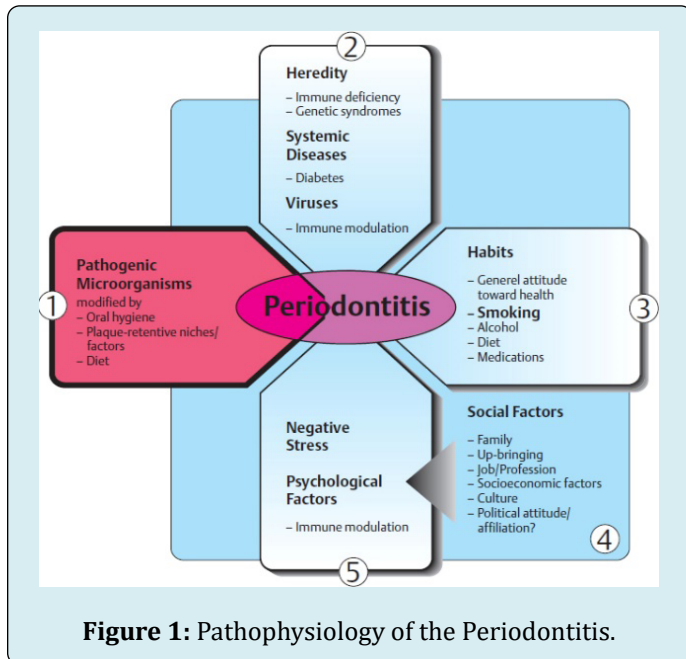 2
Heredity
– Immune deficiency
– Genetic syndromes
Systemic
Diseases
– Diabetes
Viruses
– Immune modulation
1
Pathogenic
Microorganisms
modified by
– Oral hygiene
– Plaque-retentive niches/
factors
– Diet
Periodontitis
Habits
– Generel attitude
toward health
– Smoking
– Alcohol
– Diet
– Medications
3
Negative
Stress
Psychological
Factors
– Immune modulation
5
Social Factors
– Family
– Up-bringing
– Job/Profession
– Socioeconomic factors
– Culture
– Political attitude/
affiliation?
4
Figure 1: Pathophysiology of the Periodontitis.